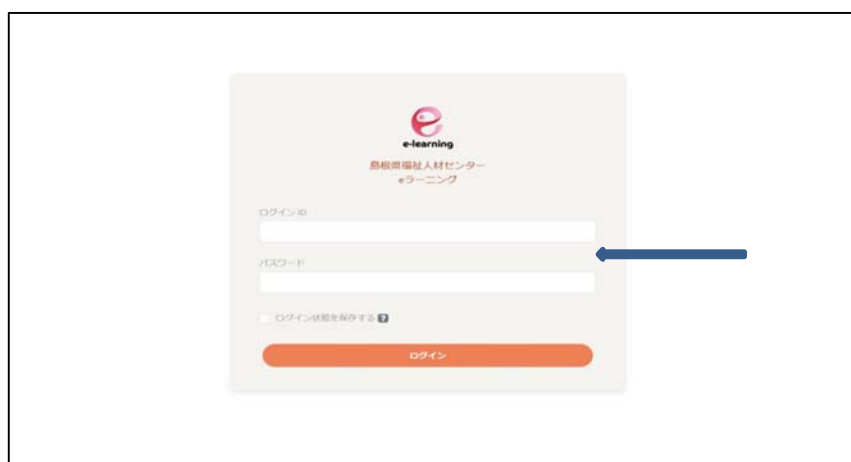 e-learning
島根県福祉人材センター
eラーニング
ログイン ID
パスワード
ログイン状態を保存する ?
ログイン